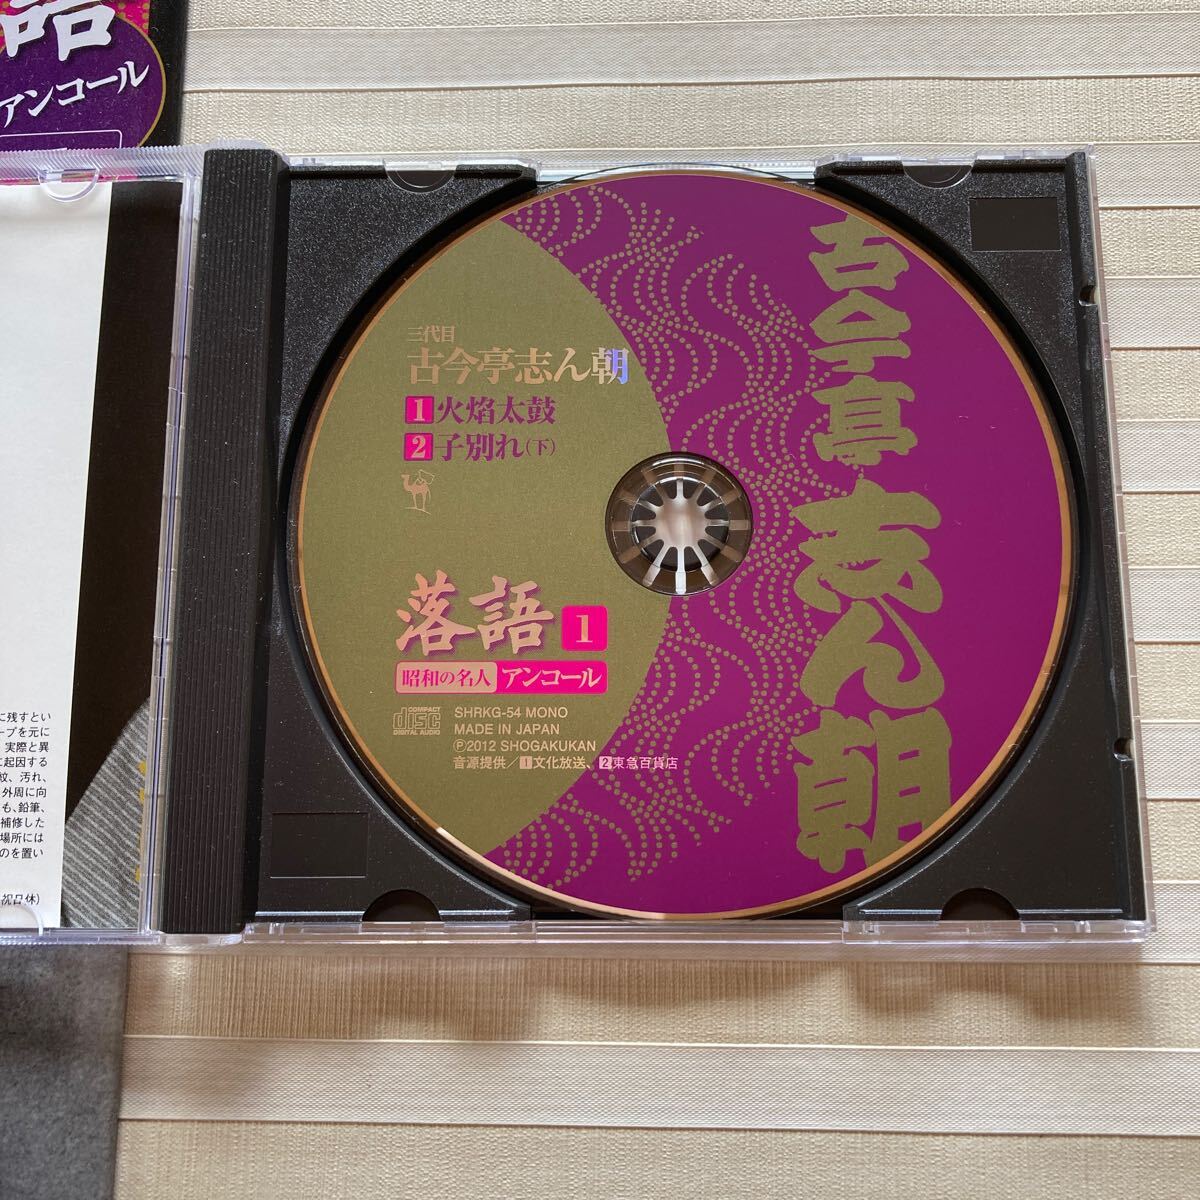 語
アンコール
三代目
古今亭志ん朝
1 火焔太鼓
2 子別れ(下)
落語 1
昭和の名人 アンコール
COMPACT
disc
DIGITAL AUDIO
SHRKG-54 MONO
MADE IN JAPAN
Ⓟ2012 SHOGAKUKAN
音源提供/1文化放送、2東急百貨店
古今亭志ん朝
に残すとい
ープを元に
実際と異
に起因する
紋、汚れ、
外周に向
も、鉛筆、
補修した
場所には
のを置い
祝日休)